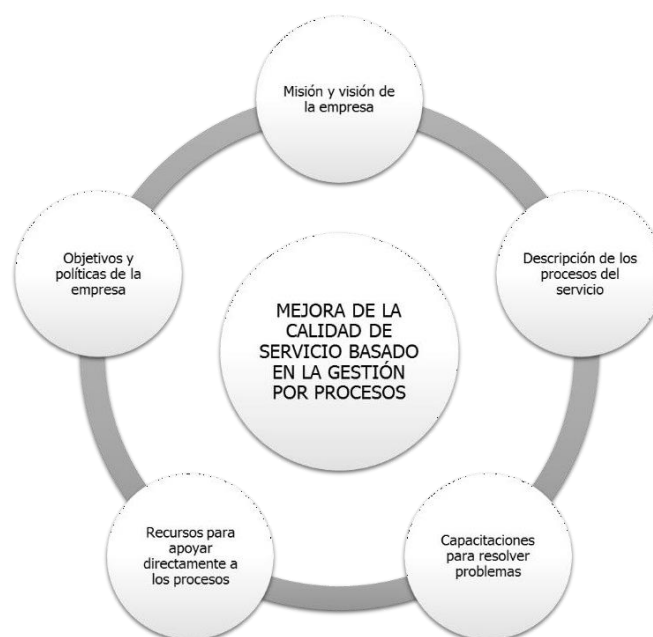 Misión y visión de
la empresa
Objetivos y
políticas de la
empresa
Descripción de los
procesos del
servicio
MEJORA DE LA
CALIDAD DE
SERVICIO BASADO
EN LA GESTIÓN
POR PROCESOS
Recursos para
apoyar
directamente a
los procesos
Capacitaciones
para resolver
problemas